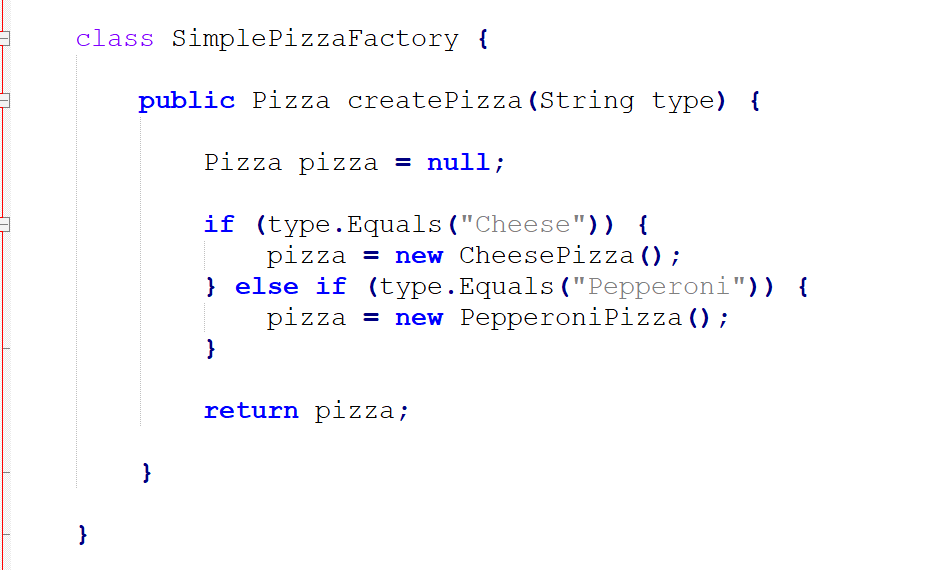 class SimplePizzaFactory {
public Pizza createPizza(String type) {
Pizza pizza = null;
if (type.Equals("Cheese")) {
pizza = new CheesePizza();
} else if (type.Equals("Pepperoni")) {
pizza = new PepperoniPizza();
}
return pizza;
}
}